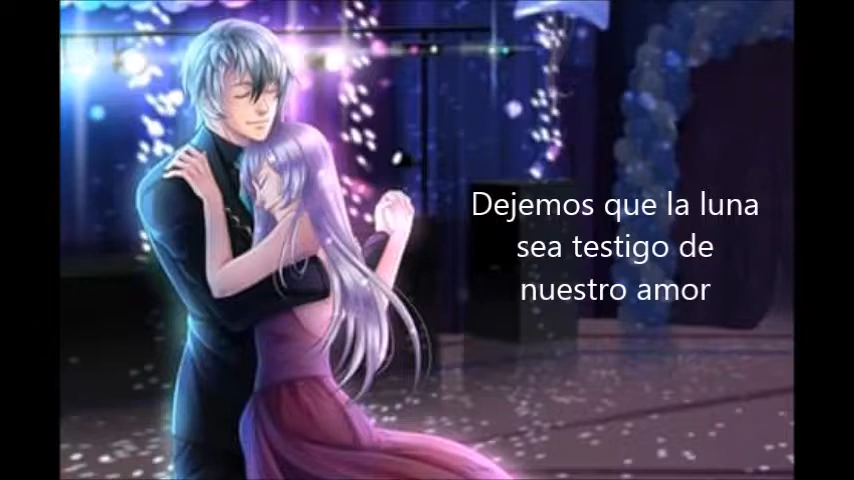 Dejemos que la luna
sea testigo de
nuestro amor